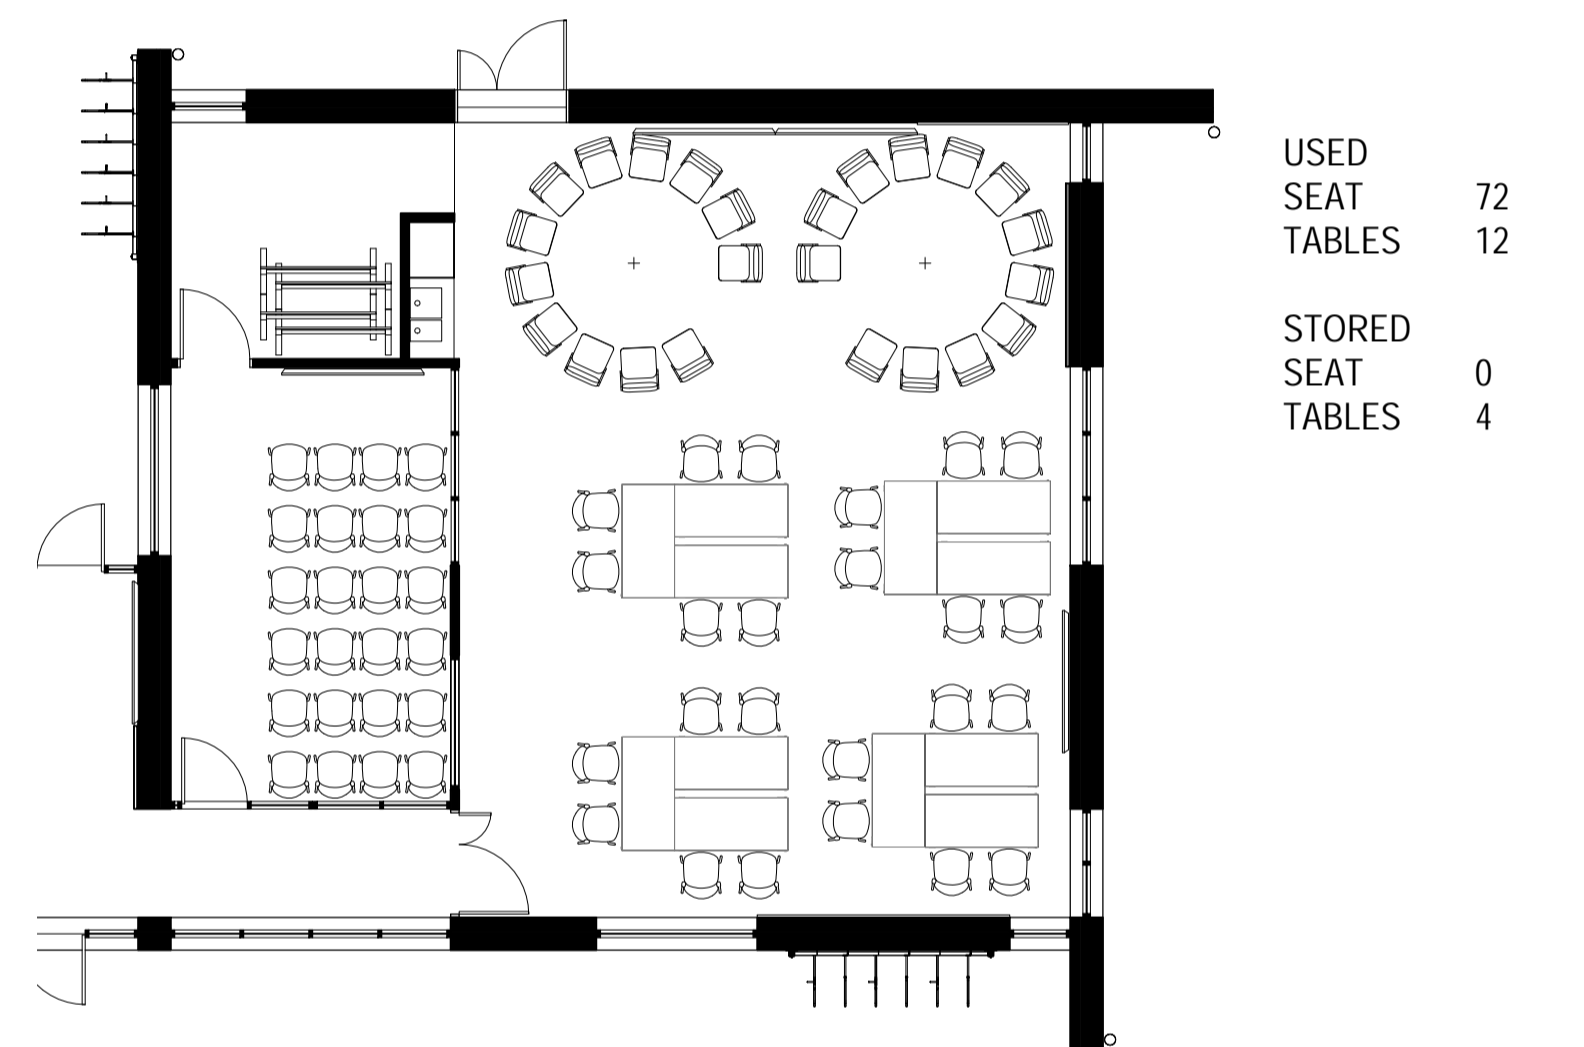 USED
SEAT 72
TABLES 12
STORED
SEAT 0
TABLES 4